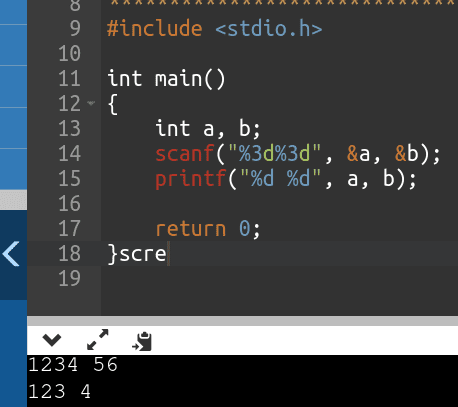 8 ******************************
9 #include <stdio.h>
10
11 int main()
12 {
13 int a, b;
14 scanf("%3d%3d", &a, &b);
15 printf("%d %d", a, b);
16
17 return 0;
18 }scre
19
1234 56
123 4